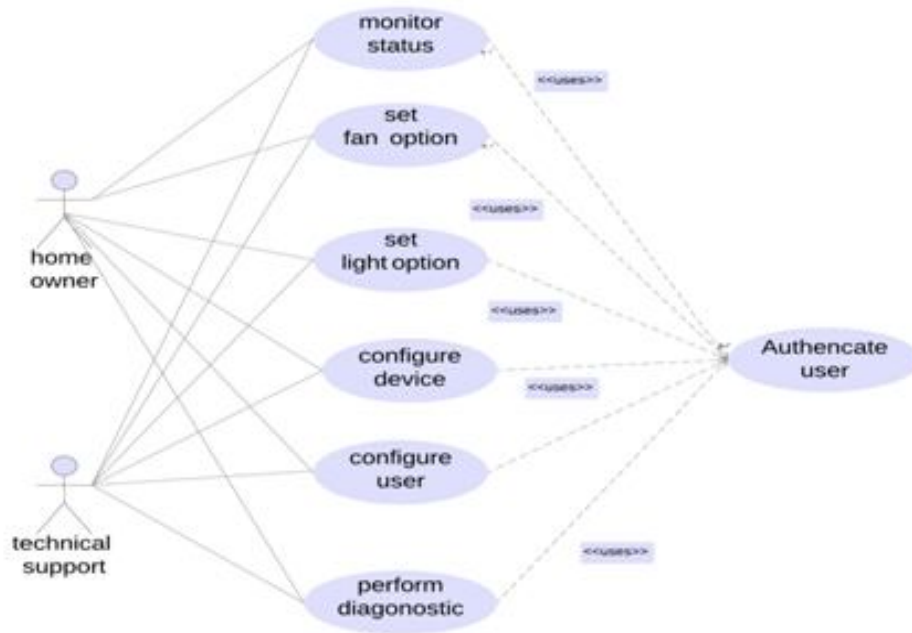 monitor
status
<<uses>>
set
fan option
<<uses>>
home
owner
set
light option
<<uses>>
configure
device
<<uses>>
Authencate
user
configure
user
technical
support
<<uses>>
perform
diagonostic